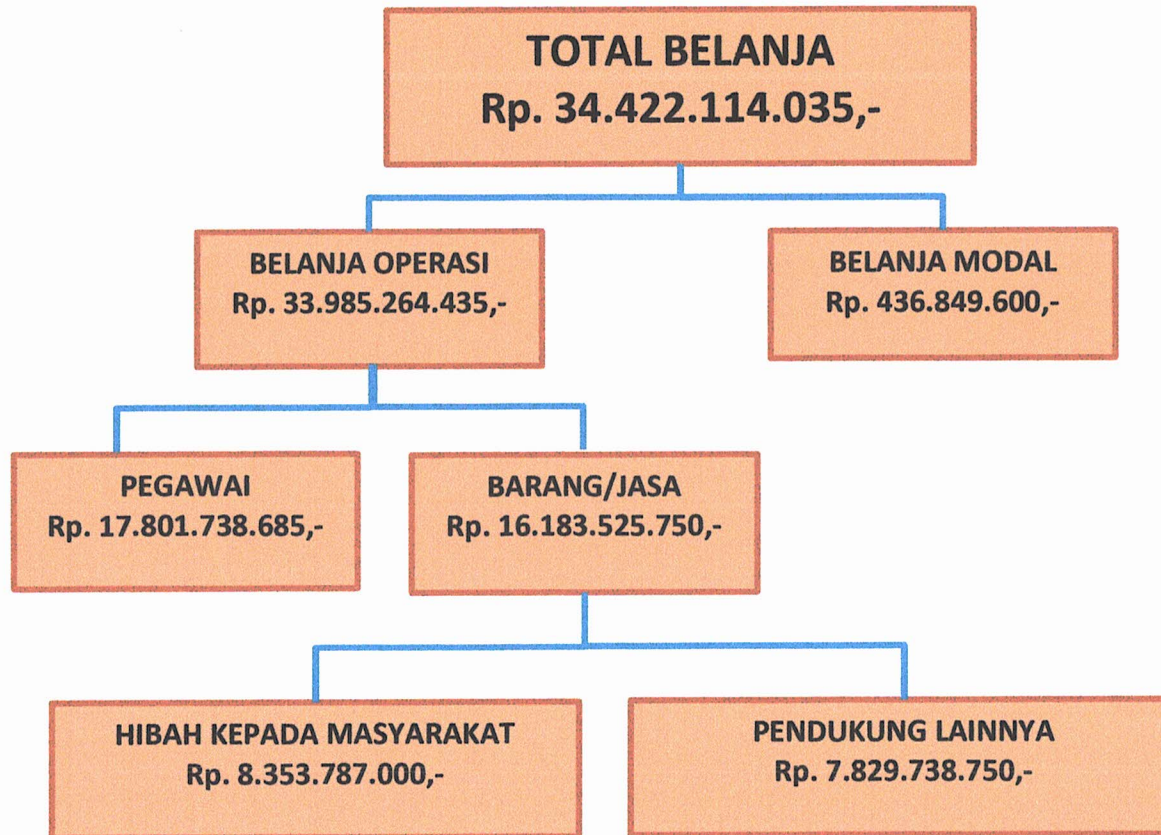 TOTAL BELANJA
Rp. 34.422.114.035,-
BELANJA OPERASI
Rp. 33.985.264.435,-
BELANJA MODAL
Rp. 436.849.600,-
PEGAWAI
Rp. 17.801.738.685,-
BARANG/JASA
Rp. 16.183.525.750,-
HIBAH KEPADA MASYARAKAT
Rp. 8.353.787.000,-
PENDUKUNG LAINNYA
Rp. 7.829.738.750,-